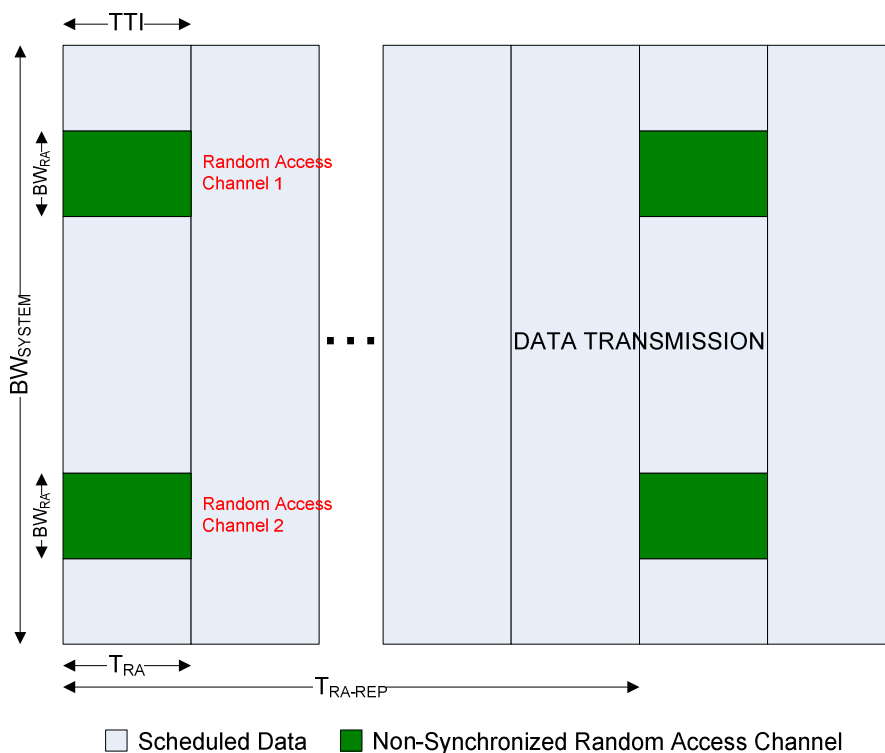 TTI
BWRA
Random Access
Channel 1
BWSYSTEM
...
DATA TRANSMISSION
BWRA
Random Access
Channel 2
TRA
TRA-REP
Scheduled Data
Non-Synchronized Random Access Channel